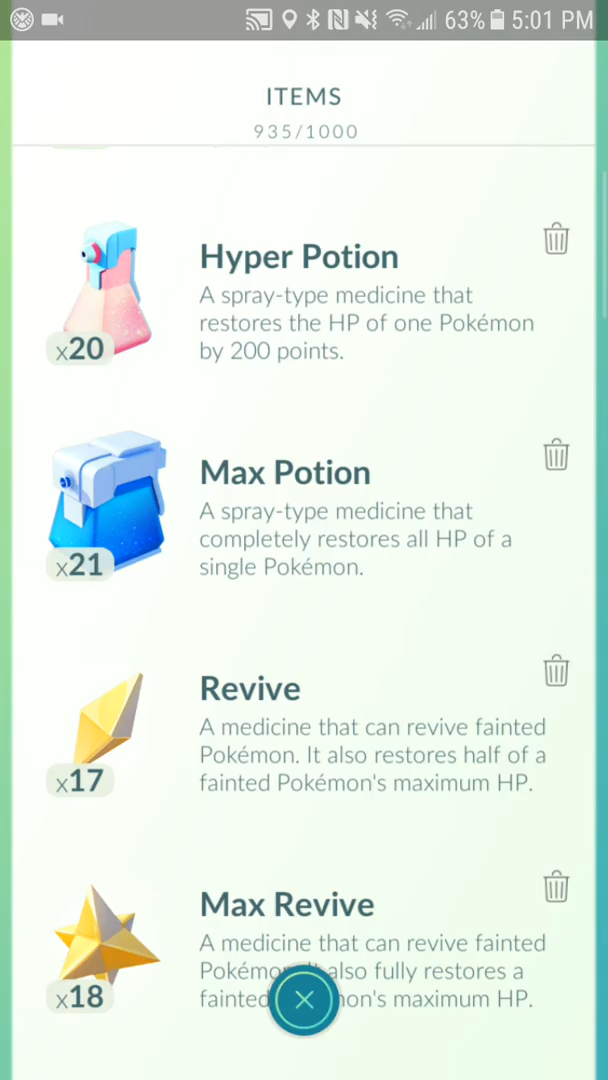 63% 5:01 PM
ITEMS
935/1000
Hyper Potion
A spray-type medicine that
restores the HP of one Pokémon
by 200 points.
x20
Max Potion
A spray-type medicine that
completely restores all HP of a
single Pokémon.
x21
Revive
A medicine that can revive fainted
Pokémon. It also restores half of a
fainted Pokémon's maximum HP.
x17
Max Revive
A medicine that can revive fainted
also fully restores a
fainted mon's maximum HP.
x18